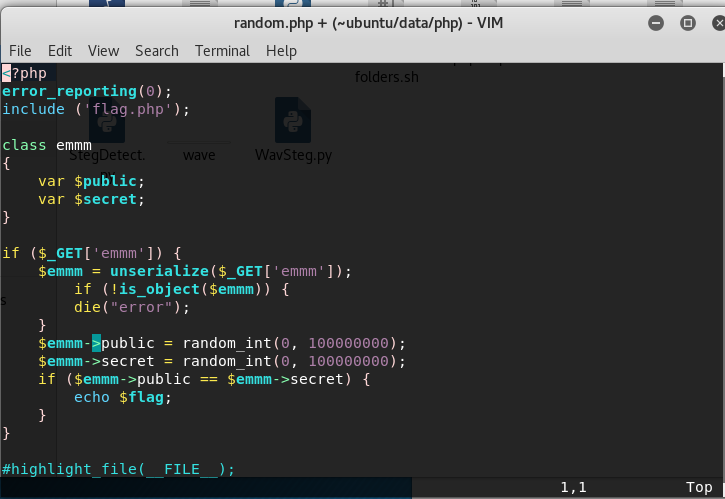 random.php + (~ubuntu/data/php) - VIM
File Edit View Search Terminal Help
<?php
folders.sh
error_reporting(0);
include ('flag.php');
class emmm
StegDetect. wave WavSteg.py
{
    var $public;
    var $secret;
}
if ($_GET['emmm']) {
    $emmm = unserialize($_GET['emmm']);
        if (!is_object($emmm)) {
        die("error");
    }
    $emmm->public = random_int(0, 100000000);
    $emmm->secret = random_int(0, 100000000);
    if ($emmm->public == $emmm->secret) {
        echo $flag;
    }
}
#highlight_file(__FILE__);
1,1 Top